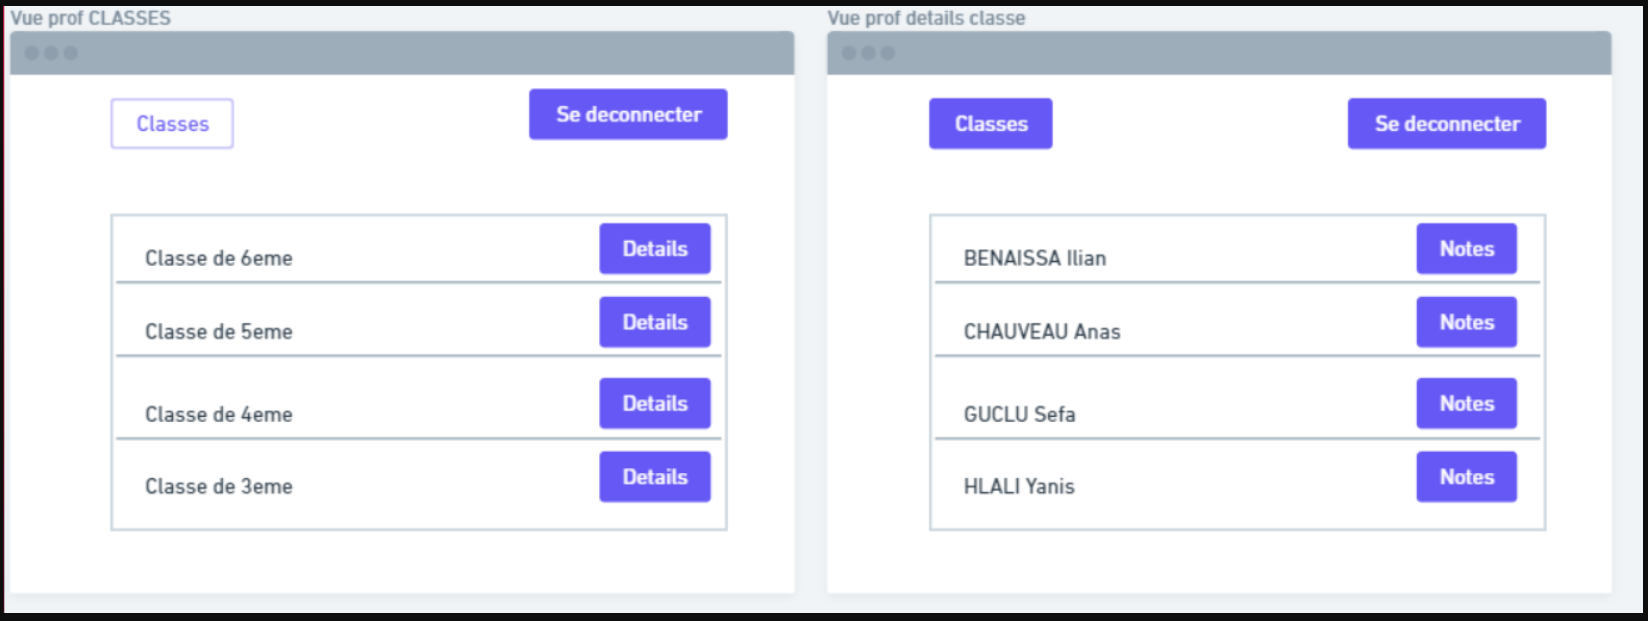 Vue prof CLASSES
Classes
Se deconnecter
Classe de 6eme
Details
Classe de 5eme
Details
Classe de 4eme
Details
Classe de 3eme
Details
Vue prof details classe
Classes
Se deconnecter
BENAISSA Ilian
Notes
CHAUVEAU Anas
Notes
GUCLU Sefa
Notes
HLALI Yanis
Notes